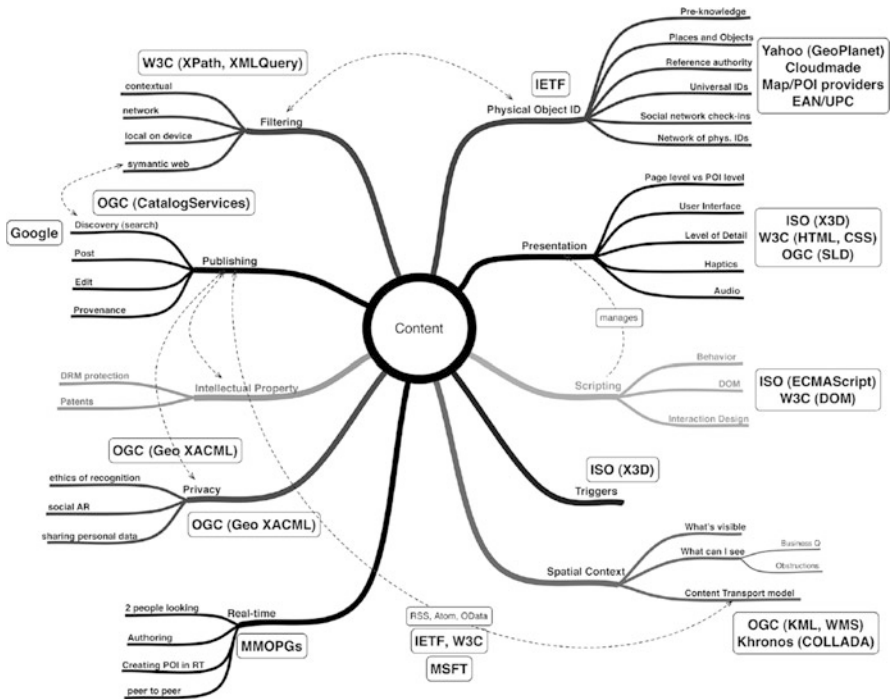 W3C (XPath, XMLQuery)
contextual
network
local on device
symantic web
Filtering
OGC (CatalogServices)
Google
Discovery (search)
Post
Edit
Provenance
Publishing
DRM protection
Patents
Intellectual Property
OGC (Geo XACML)
ethics of recognition
social AR
sharing personal data
Privacy
OGC (Geo XACML)
2 people looking
Authoring
Creating POI in RT
peer to peer
Real-time
MMOPGs
RSS, Atom, OData
IETF, W3C
MSFT
Content
IETF
Physical Object ID
Pre-knowledge
Places and Objects
Reference authority
Universal IDs
Social network check-ins
Network of phys. IDs
Yahoo (GeoPlanet)
Cloudmade
Map/POI providers
EAN/UPC
Presentation
Page level vs POI level
User Interface
Level of Detail
Haptics
Audio
ISO (X3D)
W3C (HTML, CSS)
OGC (SLD)
manages
Scripting
Behavior
DOM
Interaction Design
ISO (ECMAScript)
W3C (DOM)
ISO (X3D)
Triggers
Spatial Context
What's visible
What can I see
Business Q
Obstructions
Content Transport model
OGC (KML, WMS)
Khronos (COLLADA)